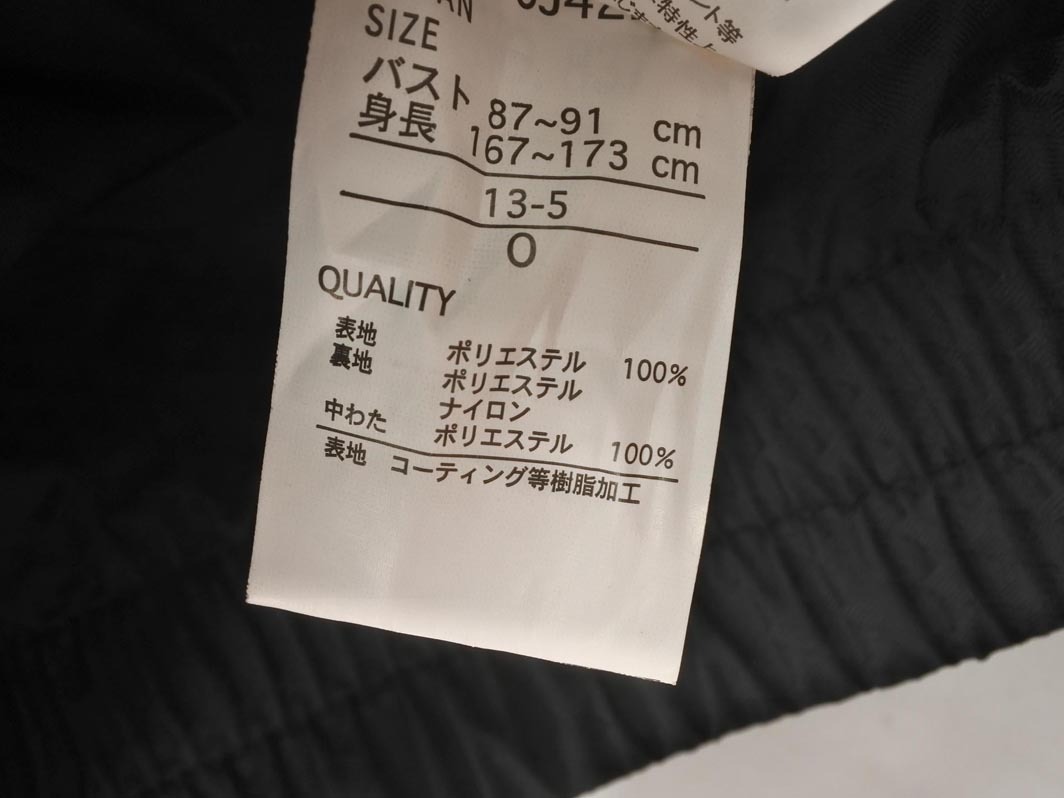 SIZE
バスト 87~91 cm
身長 167~173 cm
13-5
O
QUALITY
表地 ポリエステル 100%
裏地 ポリエステル
ナイロン
中わた ポリエステル 100%
表地 コーティング等樹脂加工